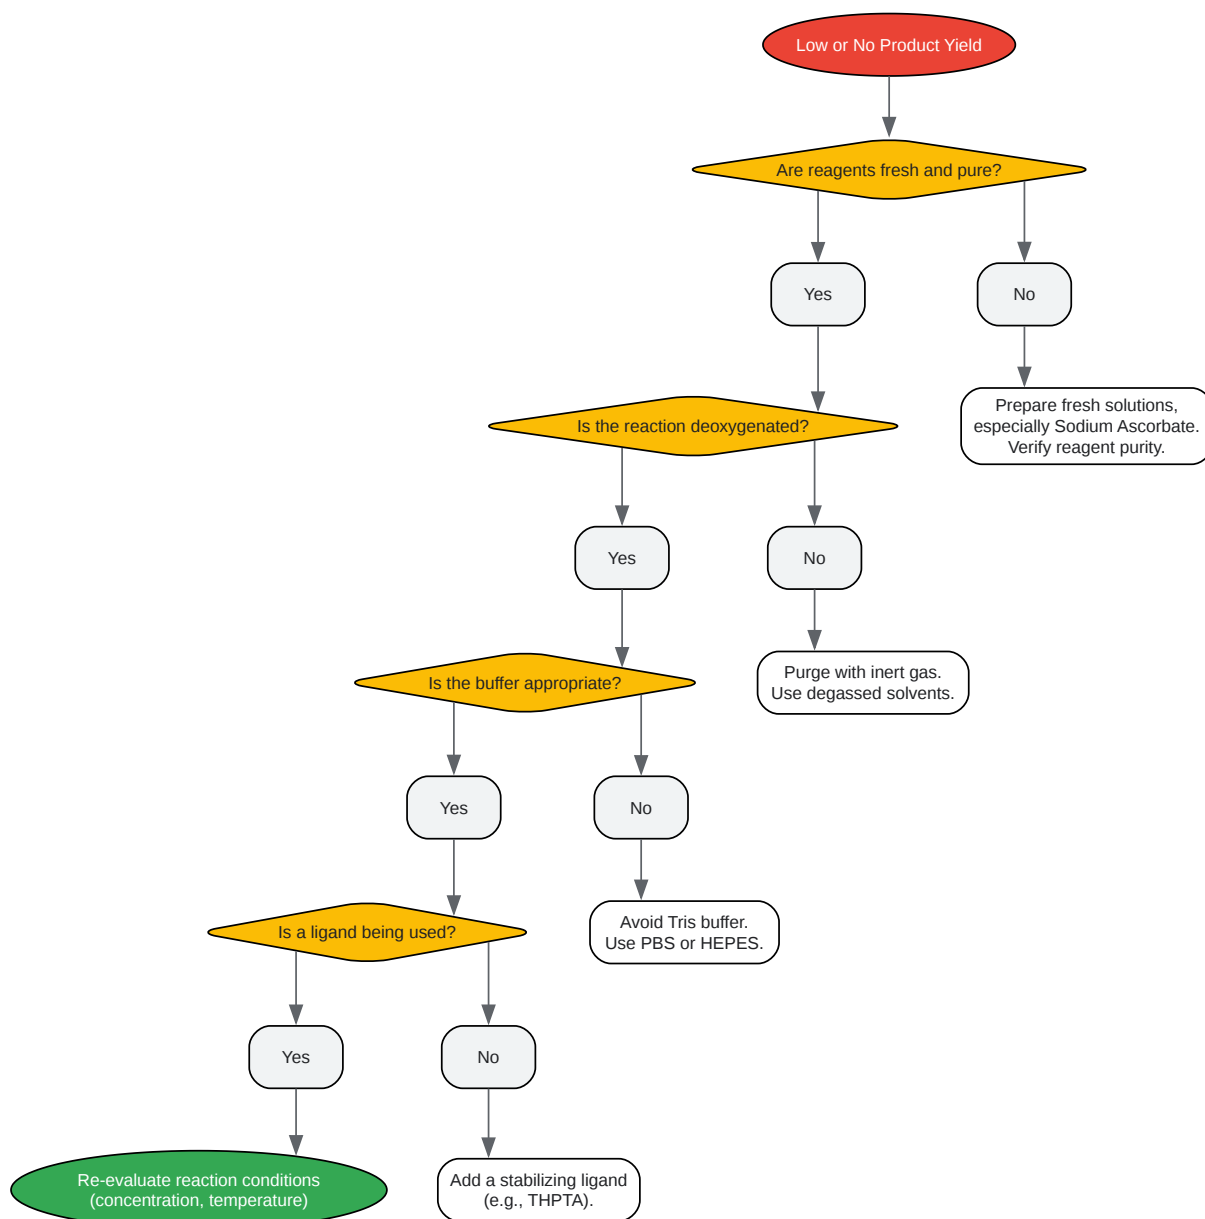 Low or No Product Yield
Are reagents fresh and pure?
Yes
No
Prepare fresh solutions,
especially Sodium Ascorbate.
Verify reagent purity.
Is the reaction deoxygenated?
Yes
No
Purge with inert gas.
Use degassed solvents.
Is the buffer appropriate?
Yes
No
Avoid Tris buffer.
Use PBS or HEPES.
Is a ligand being used?
Yes
No
Re-evaluate reaction conditions
(concentration, temperature)
Add a stabilizing ligand
(e.g., THPTA).